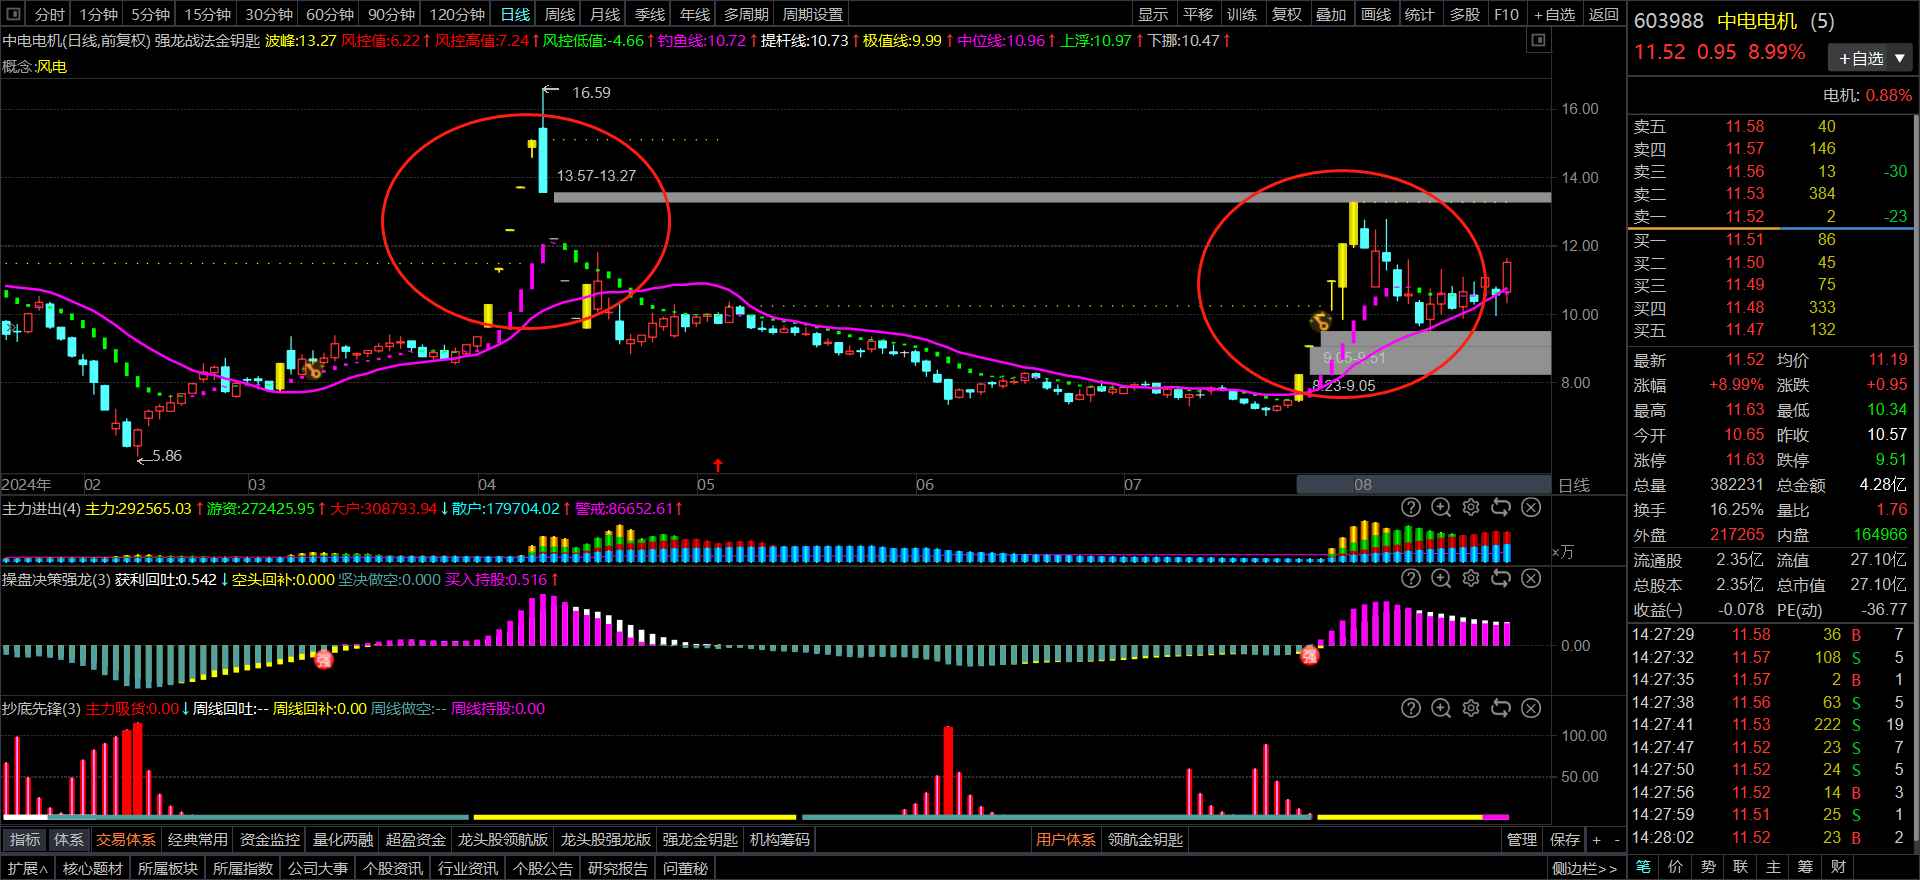 分时 1分钟 5分钟 15分钟 30分钟 60分钟 90分钟 120分钟 日线 周线 月线 季线 年线 多周期 周期设置 显示 平移 训练 复权 叠加 画线 统计 多股 F10 +自选 返回
603988 中电电机 (5)
中电电机(日线,前复权) 强龙战法金钥匙 波峰:13.27 风控值:6.22↑ 风控高值:7.24↑ 风控低值:-4.66↑ 钓鱼线:10.72↑ 提杆线:10.73↑ 极值线:9.99↑ 中位线:10.96↑ 上浮:10.97↑ 下挪:10.47↑
11.52 0.95 8.99%
+自选 ▼
概念:风电
电机: 0.88%
16.59
13.57-13.27
9.05-9.51
8.23-9.05
5.86
16.00
14.00
12.00
10.00
8.00
2024年 02 03 04 05 06 07 08 日线
主力进出(4) 主力:292565.03↑ 游资:272425.95↑ 大户:308793.94↓ 散户:179704.02↑ 警戒:86652.61↑
×万
操盘决策强龙(3) 获利回吐:0.542↓ 空头回补:0.000 坚决做空:0.000 买入持股:0.516↑
强
强
0.00
抄底先锋(3) 主力吸货:0.00↓ 周线回吐:-- 周线回补:0.00 周线做空:-- 周线持股:0.00
100.00
50.00
指标 体系 交易体系 经典常用 资金监控 量化两融 超盈资金 龙头股领航版 龙头股强龙版 强龙金钥匙 机构筹码 用户体系 领航金钥匙 管理 保存 + -
扩展∧ 核心题材 所属板块 所属指数 公司大事 个股资讯 行业资讯 个股公告 研究报告 问董秘 侧边栏>>
卖五 11.58 40
卖四 11.57 146
卖三 11.56 13 -30
卖二 11.53 384
卖一 11.52 2 -23
买一 11.51 86
买二 11.50 45
买三 11.49 75
买四 11.48 333
买五 11.47 132
最新 11.52 均价 11.19
涨幅 +8.99% 涨跌 +0.95
最高 11.63 最低 10.34
今开 10.65 昨收 10.57
涨停 11.63 跌停 9.51
总量 382231 总金额 4.28亿
换手 16.25% 量比 1.76
外盘 217265 内盘 164966
流通股 2.35亿 流值 27.10亿
总股本 2.35亿 总市值 27.10亿
收益㈠ -0.078 PE(动) -36.77
14:27:29 11.58 36 B 7
14:27:32 11.57 108 S 5
14:27:35 11.57 2 B 1
14:27:38 11.56 63 S 5
14:27:41 11.53 222 S 19
14:27:47 11.52 23 S 7
14:27:50 11.52 24 S 5
14:27:56 11.52 14 B 3
14:27:59 11.51 25 S 1
14:28:02 11.52 23 B 2
笔 价 势 联 主 筹 财